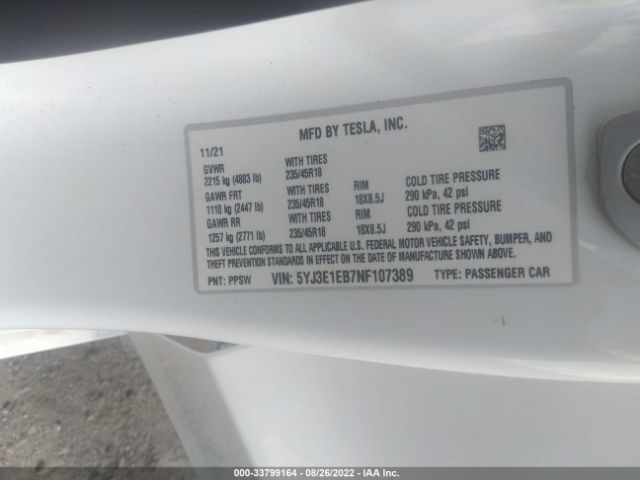 MFD BY TESLA, INC.
11/21
GVWR WITH TIRES
2215 kg (4883 lb) 235/45R18
GAWR FRT WITH TIRES RIM COLD TIRE PRESSURE
1110 kg (2447 lb) 235/45R18 18X8.5J 290 kPa, 42 psi
GAWR RR WITH TIRES RIM COLD TIRE PRESSURE
1257 kg (2771 lb) 235/45R18 18X8.5J 290 kPa, 42 psi
THIS VEHICLE CONFORMS TO ALL APPLICABLE U.S. FEDERAL MOTOR VEHICLE SAFETY, BUMPER, AND
THEFT PREVENTION STANDARDS IN EFFECT ON THE DATE OF MANUFACTURE SHOWN ABOVE.
PNT: PPSW VIN: 5YJ3E1EB7NF107389 TYPE: PASSENGER CAR
000-33799164 - 08/26/2022 - IAA Inc.